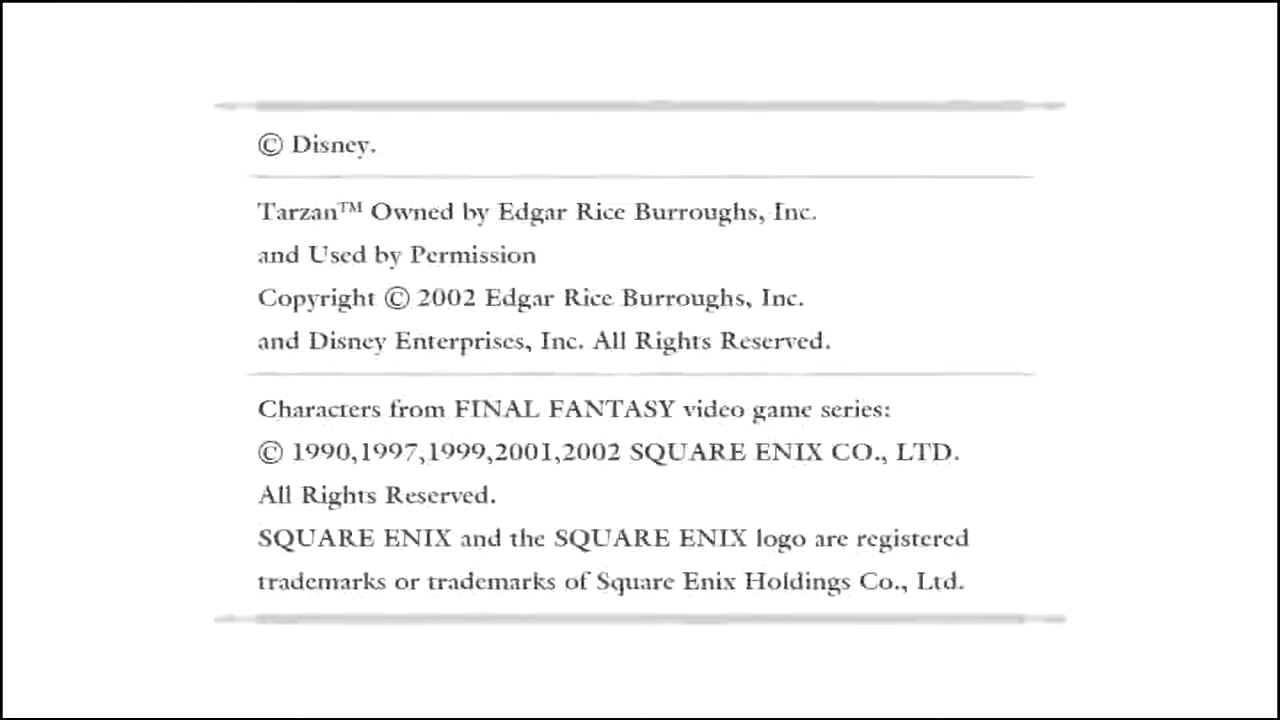 © Disney.
Tarzan™ Owned by Edgar Rice Burroughs, Inc.
and Used by Permission
Copyright © 2002 Edgar Rice Burroughs, Inc.
and Disney Enterprises, Inc. All Rights Reserved.
Characters from FINAL FANTASY video game series:
© 1990,1997,1999,2001,2002 SQUARE ENIX CO., LTD.
All Rights Reserved.
SQUARE ENIX and the SQUARE ENIX logo are registered
trademarks or trademarks of Square Enix Holdings Co., Ltd.